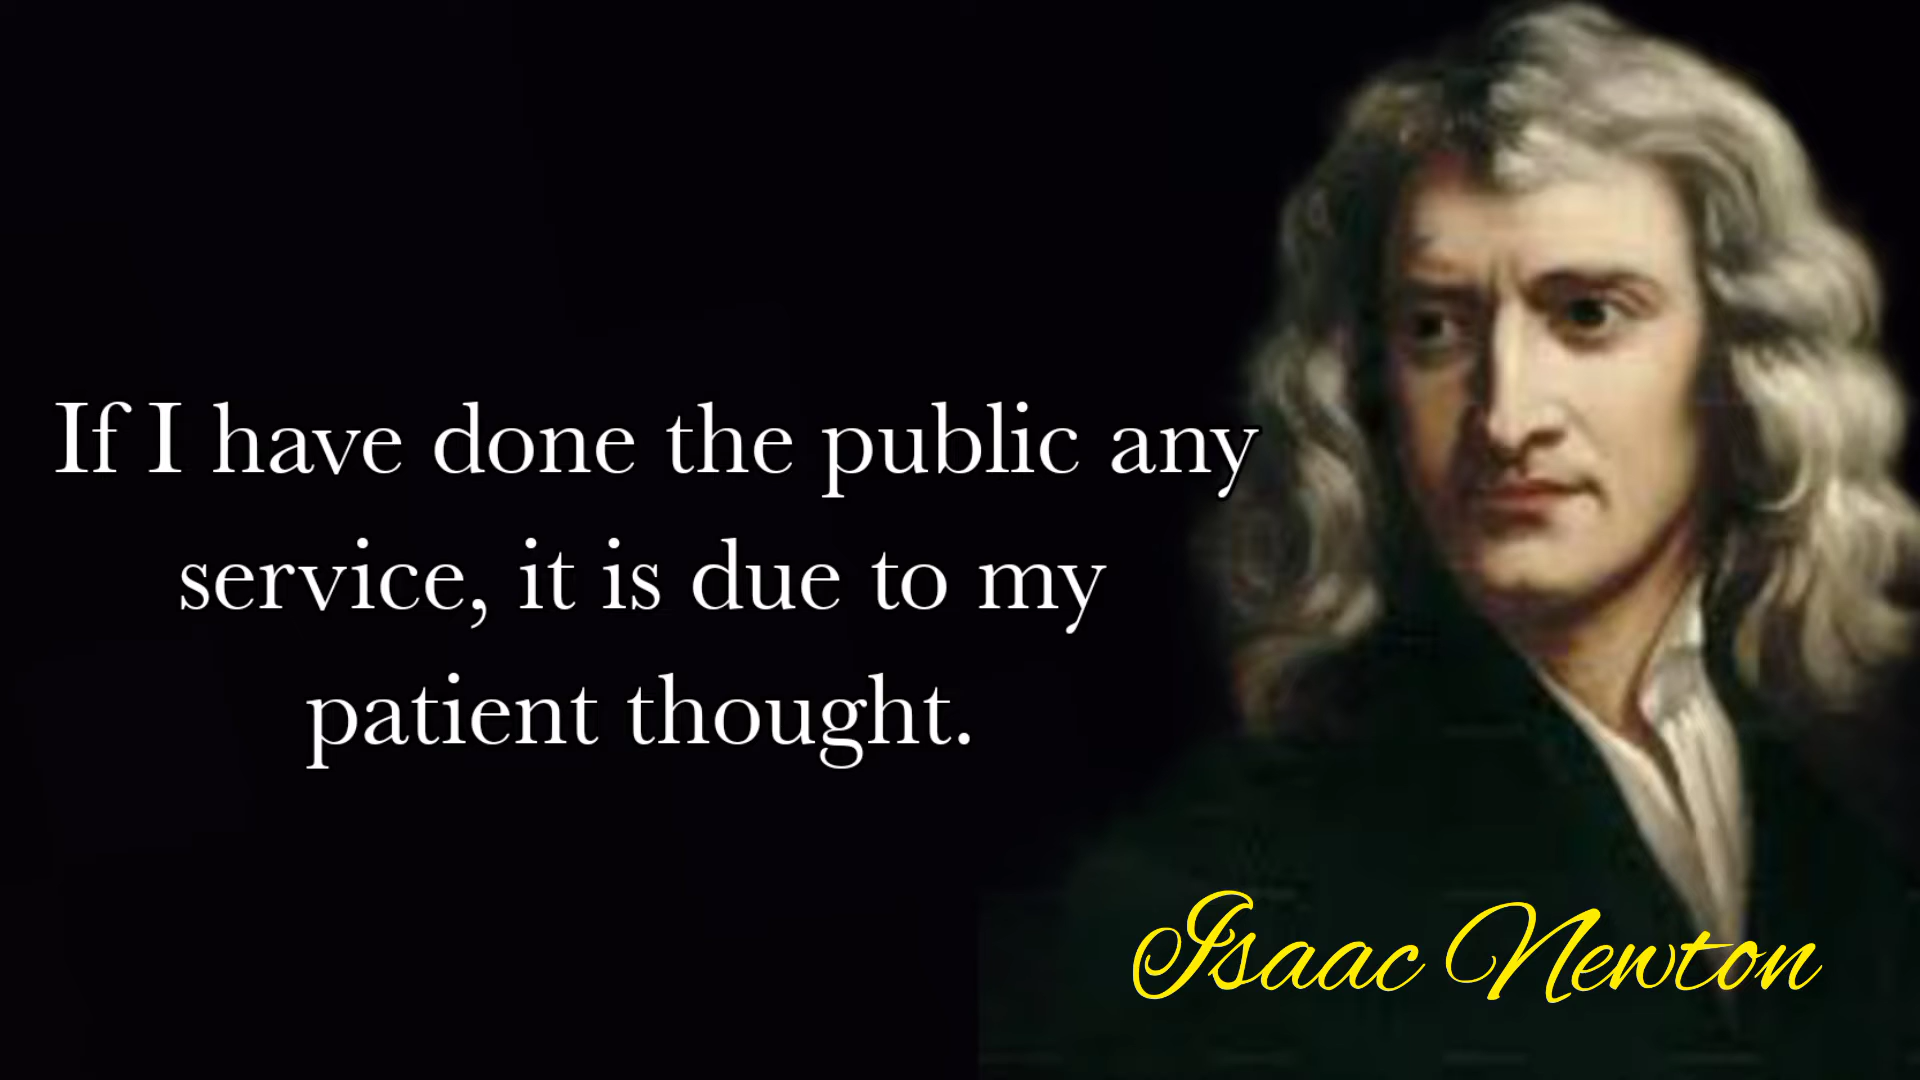 If I have done the public any
service, it is due to my
patient thought.
Isaac Newton